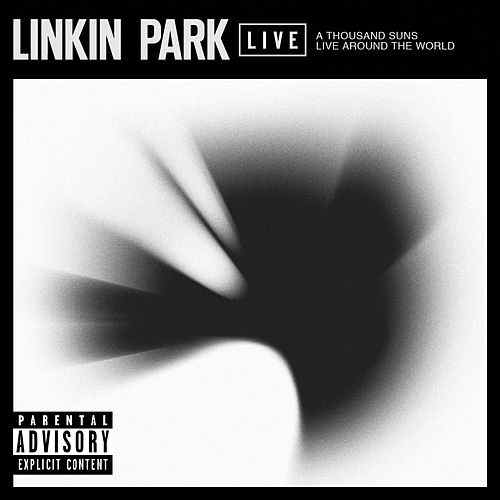 LINKIN PARK LIVE A THOUSAND SUNS
LIVE AROUND THE WORLD
PARENTAL
ADVISORY
EXPLICIT CONTENT